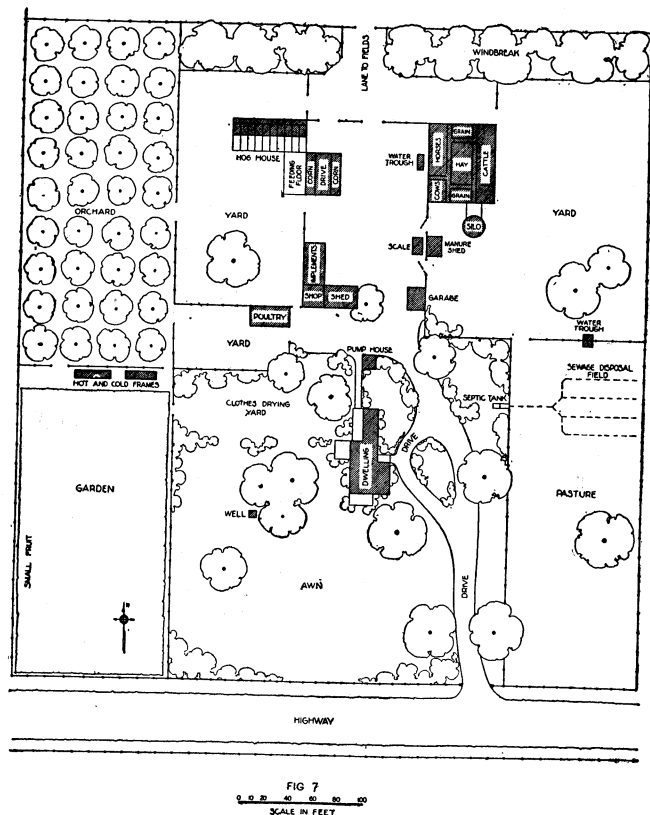 LANE TO FIELDS
WINDBREAK
HOG HOUSE
FEEDING
FLOOR
CORN
DRIVE
CORN
WATER
TROUGH
HORSES
GRAIN
HAY
CATTLE
COWS
GRAIN
SILO
ORCHARD
YARD
YARD
SCALE
MANURE
SHED
IMPLEMENTS
SHOP
SHED
GARABE
POULTRY
YARD
WATER
TROUGH
PUMP HOUSE
SEWAGE DISPOSAL
FIELD
HOT AND COLD FRAMES
CLOTHES DRYING
YARD
SEPTIC TANK
DRIVE
DWELLING
GARDEN
PASTURE
WELL
SMALL FRUIT
AWN
DRIVE
N
HIGHWAY
FIG 7
0 10 20 40 60 80 100
SCALE IN FEET